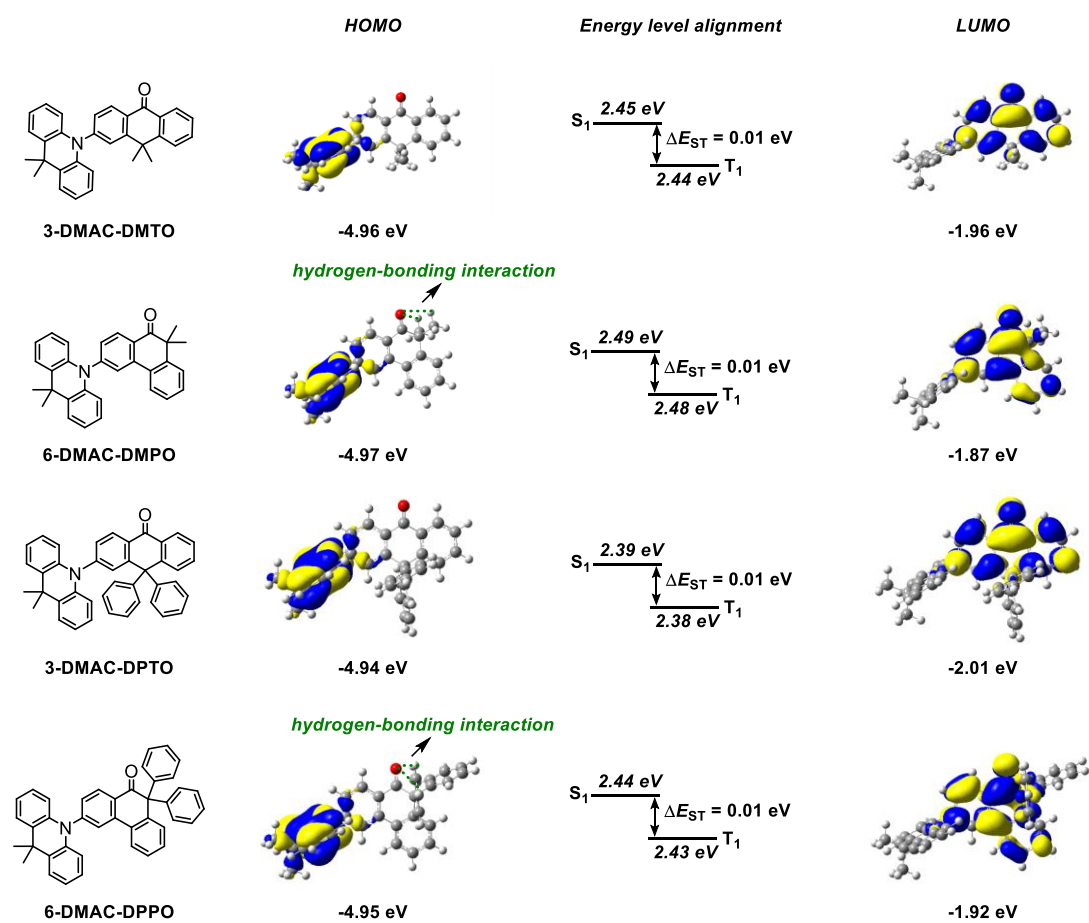 HOMO Energy level alignment LUMO
O
N
S1 2.45 eV
ΔEST = 0.01 eV
2.44 eV T1
3-DMAC-DMTO -4.96 eV -1.96 eV
hydrogen-bonding interaction
O
N
S1 2.49 eV
ΔEST = 0.01 eV
2.48 eV T1
6-DMAC-DMPO -4.97 eV -1.87 eV
O
N
S1 2.39 eV
ΔEST = 0.01 eV
2.38 eV T1
3-DMAC-DPTO -4.94 eV -2.01 eV
hydrogen-bonding interaction
O
N
S1 2.44 eV
ΔEST = 0.01 eV
2.43 eV T1
6-DMAC-DPPO -4.95 eV -1.92 eV